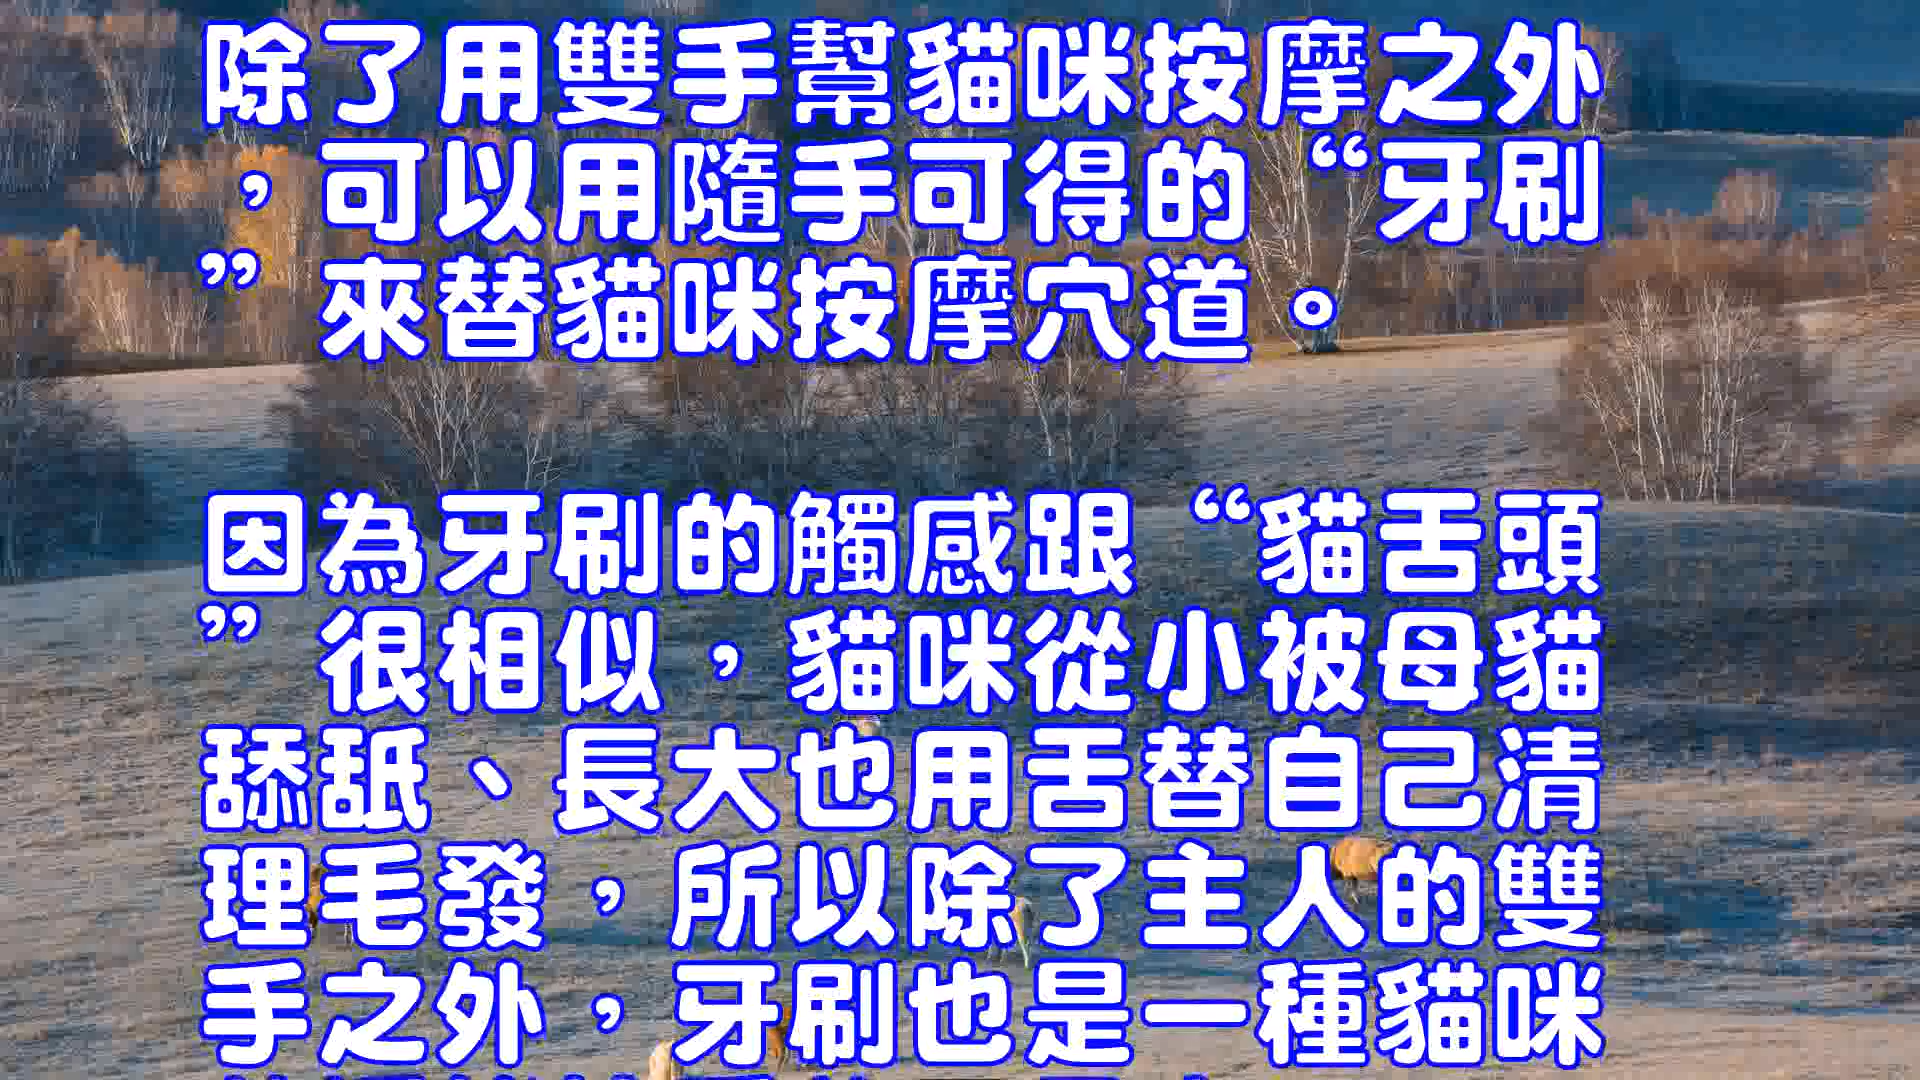 除了用雙手幫貓咪按摩之外
，可以用隨手可得的“牙刷
”來替貓咪按摩穴道。
因為牙刷的觸感跟“貓舌頭
”很相似，貓咪從小被母貓
舔舐、長大也用舌替自己清
理毛發，所以除了主人的雙
手之外，牙刷也是一種貓咪